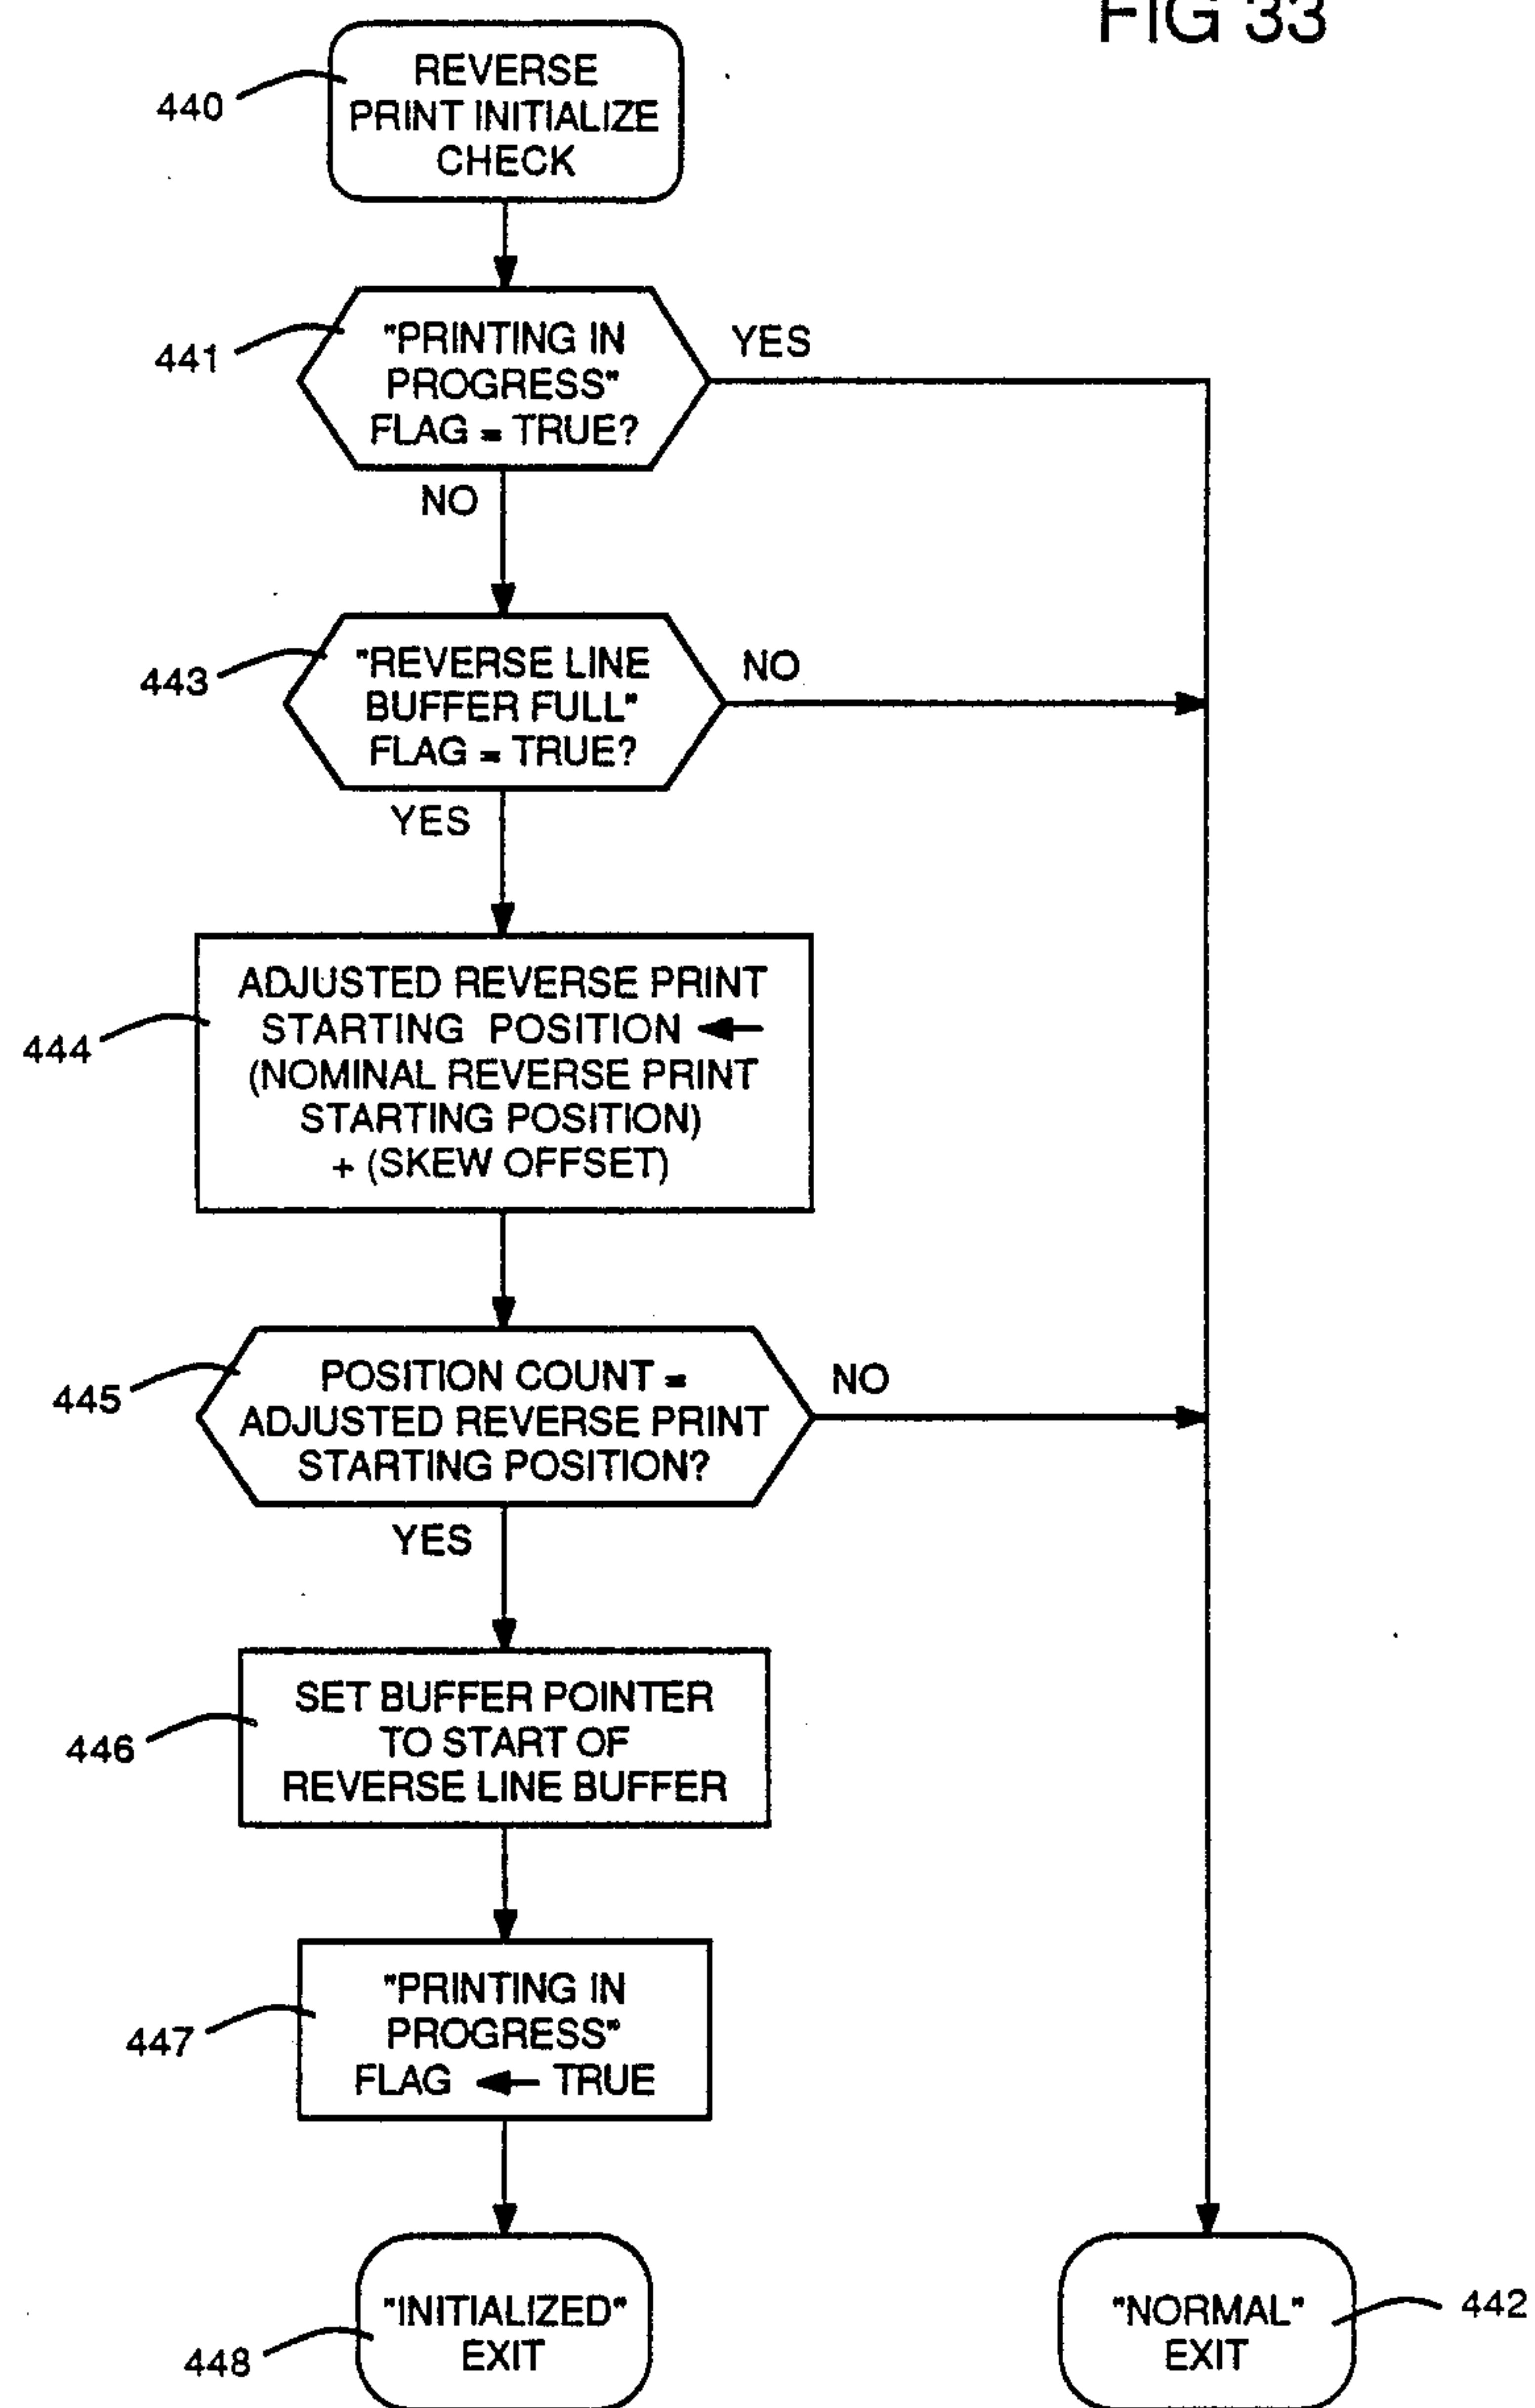 FIG 33
440
REVERSE
PRINT INITIALIZE
CHECK
441
"PRINTING IN
PROGRESS"
FLAG = TRUE?
YES
NO
443
"REVERSE LINE
BUFFER FULL"
FLAG = TRUE?
NO
YES
444
ADJUSTED REVERSE PRINT
STARTING POSITION ←
(NOMINAL REVERSE PRINT
STARTING POSITION)
+ (SKEW OFFSET)
445
POSITION COUNT =
ADJUSTED REVERSE PRINT
STARTING POSITION?
NO
YES
446
SET BUFFER POINTER
TO START OF
REVERSE LINE BUFFER
447
"PRINTING IN
PROGRESS"
FLAG ← TRUE
448
"INITIALIZED"
EXIT
"NORMAL"
EXIT
442